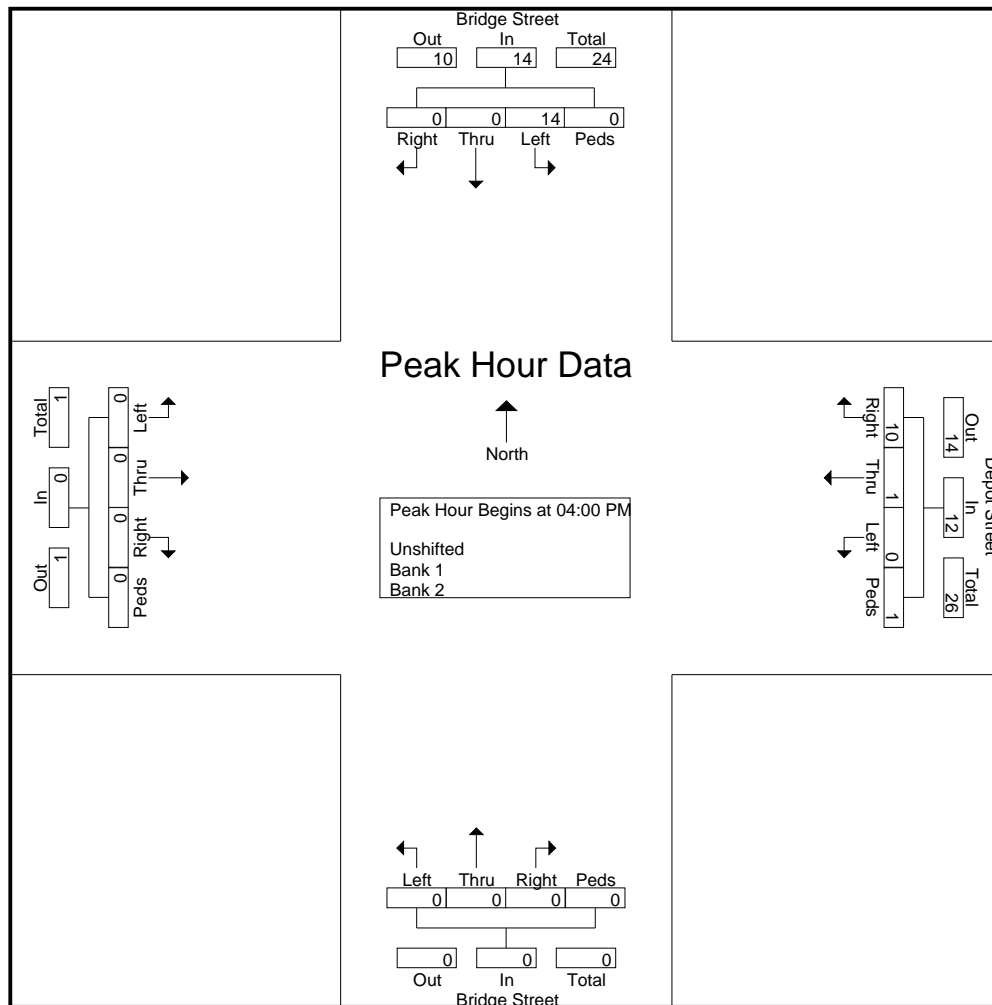 Bridge Street
Out In Total
10 14 24
0 0 14 0
Right Thru Left Peds
Peak Hour Data
North
Peak Hour Begins at 04:00 PM
Unshifted
Bank 1
Bank 2
Total In Out
1 0 1
0 0 0 0
Left Thru Right Peds
Right Thru Left Peds
10 1 0 1
Out In Total
14 12 26
Depot Street
Left Thru Right Peds
0 0 0 0
0 0 0
Out In Total
Bridge Street